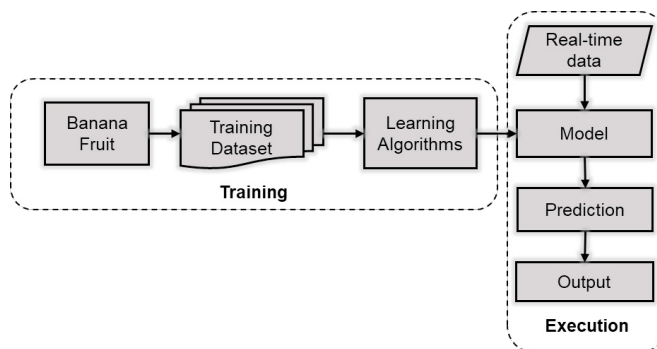 Real-time
data
Banana
Fruit
Training
Dataset
Learning
Algorithms
Model
Training
Prediction
Output
Execution